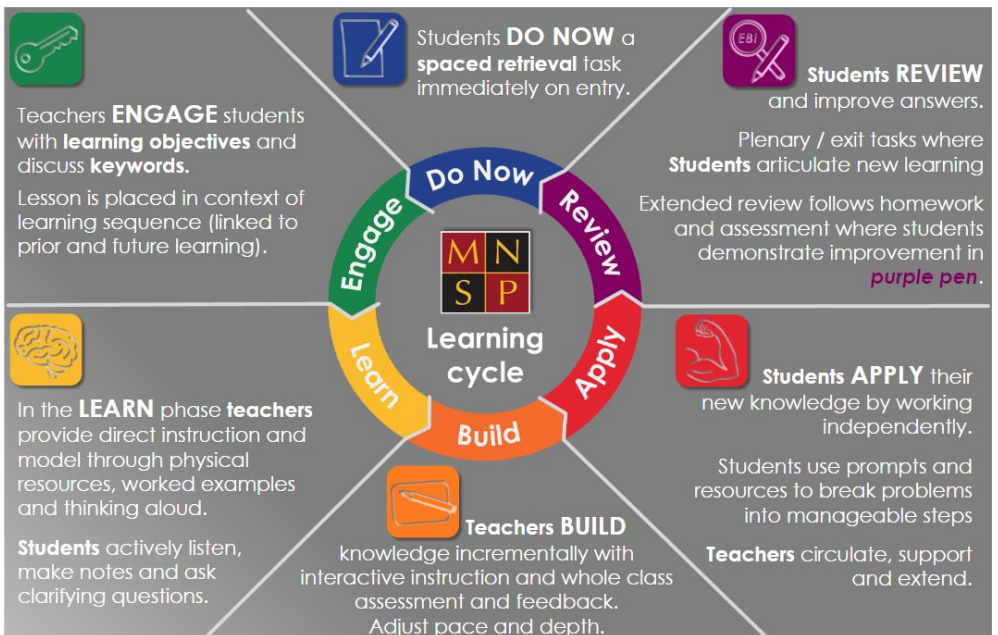 Students DO NOW a
spaced retrieval task
immediately on entry.
EBI
Students REVIEW
and improve answers.
Plenary / exit tasks where
Students articulate new learning
Extended review follows homework
and assessment where students
demonstrate improvement in
purple pen.
Teachers ENGAGE students
with learning objectives and
discuss keywords.
Lesson is placed in context of
learning sequence (linked to
prior and future learning).
Do Now
Review
Apply
Build
Learn
Engage
M N
S P
Learning
cycle
In the LEARN phase teachers
provide direct instruction and
model through physical
resources, worked examples
and thinking aloud.
Students actively listen,
make notes and ask
clarifying questions.
Teachers BUILD
knowledge incrementally with
interactive instruction and whole class
assessment and feedback.
Adjust pace and depth.
Students APPLY their
new knowledge by working
independently.
Students use prompts and
resources to break problems
into manageable steps
Teachers circulate, support
and extend.